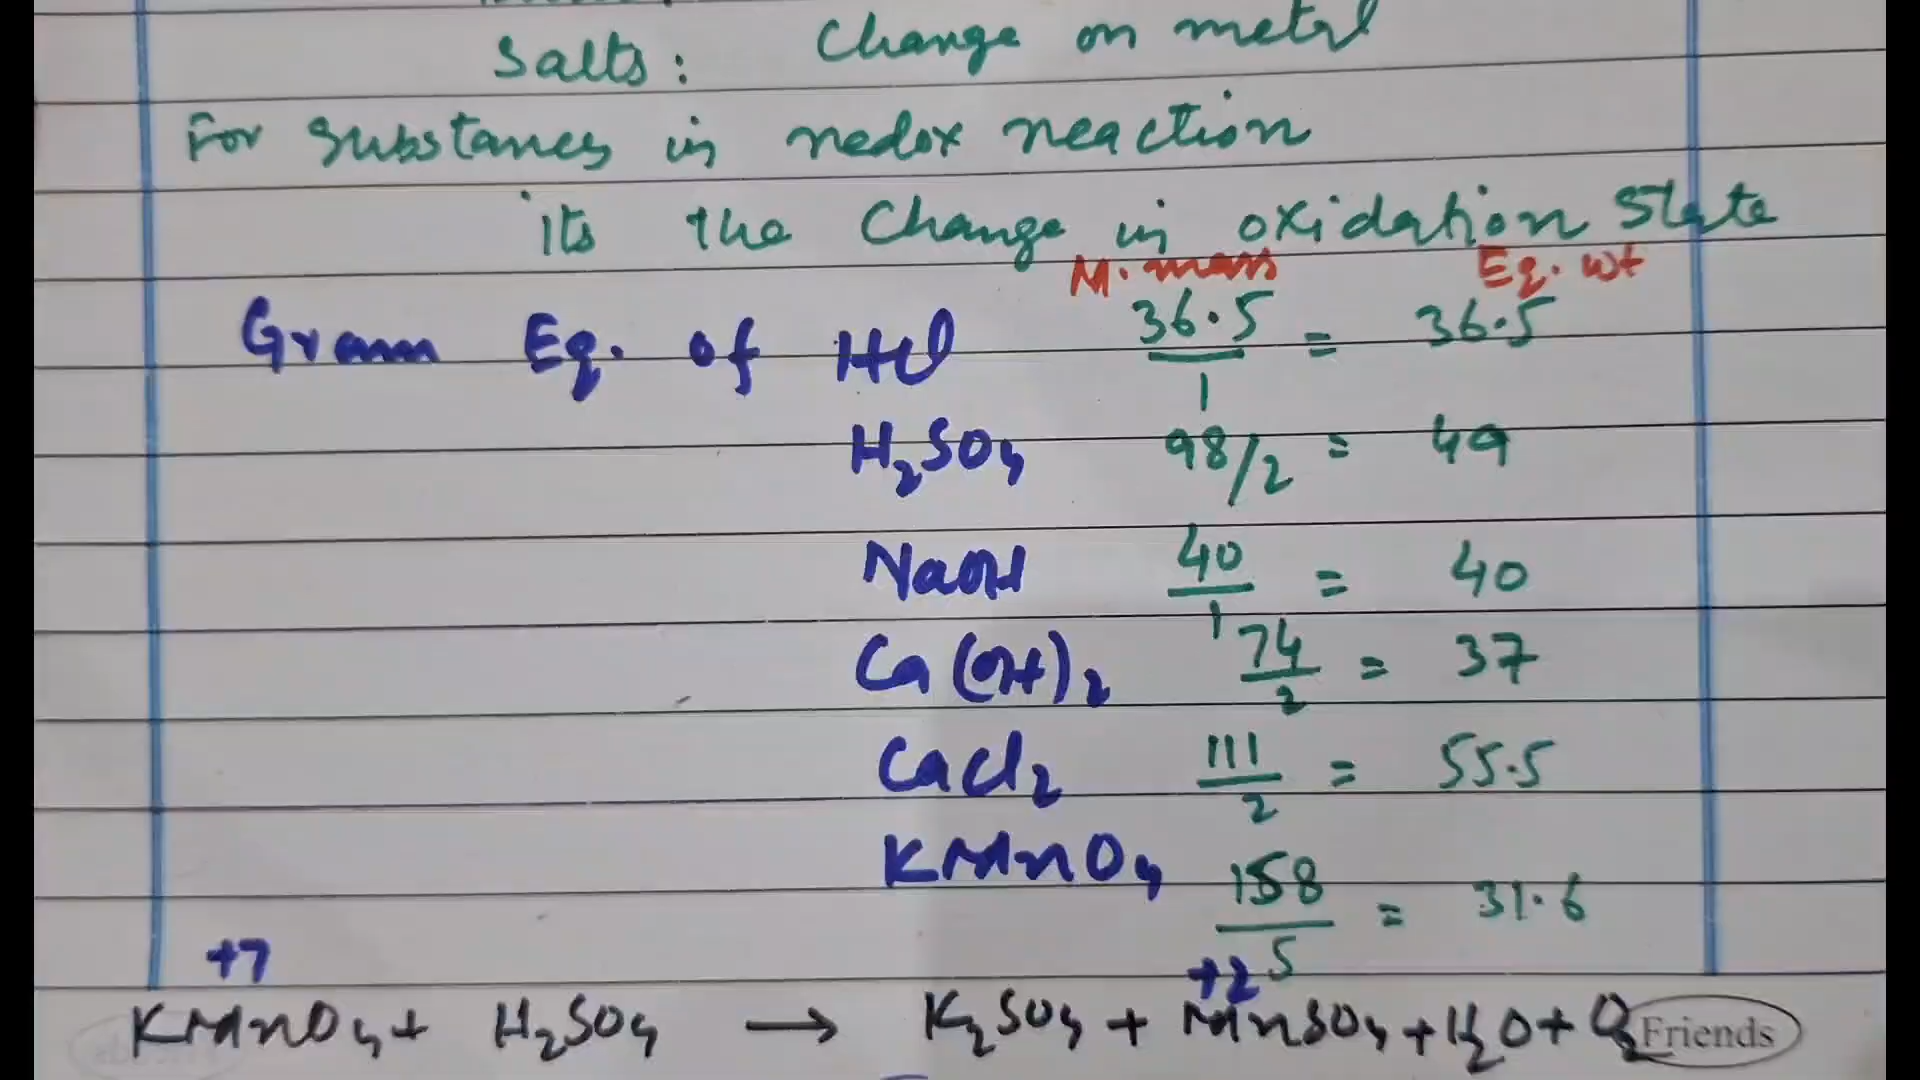 Salts: Change on metal
For substances in redox reaction
its the Change in oxidation State
M. mass Eq. wt
Gram Eq. of HCl 36.5/1 = 36.5
H₂SO₄ 98/2 = 49
NaOH 40/1 = 40
Ca(OH)₂ 74/2 = 37
CaCl₂ 111/2 = 55.5
KMnO₄ 158/5 = 31.6
+7 +2
KMnO₄ + H₂SO₄ → K₂SO₄ + MnSO₄ + H₂O + O₂
Friends